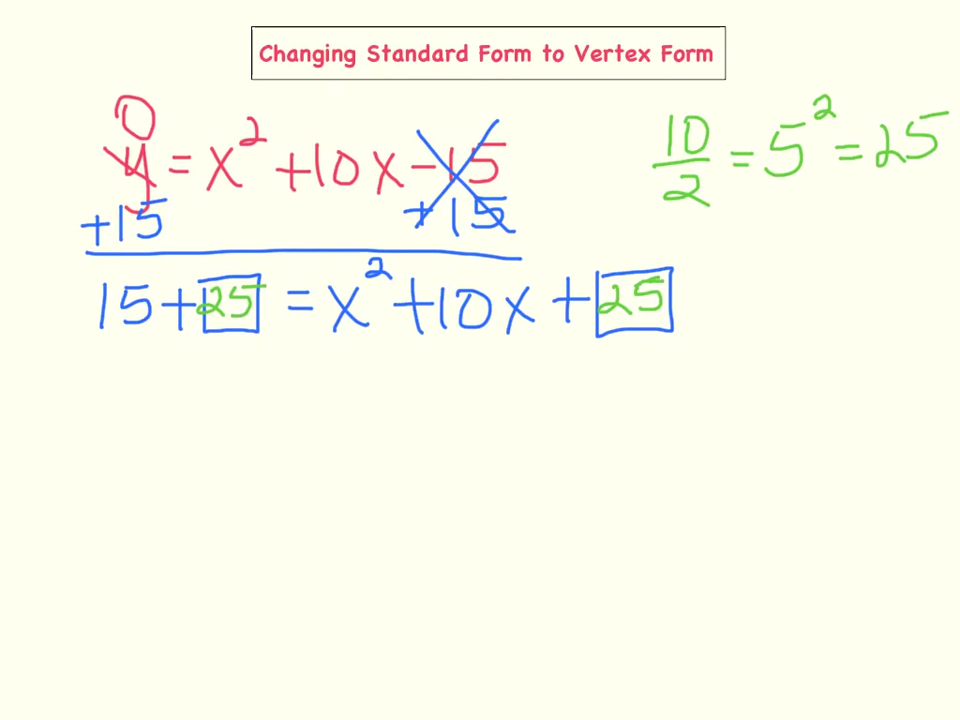 Changing Standard Form to Vertex Form
0
y = x² + 10x - 15
10/2 = 5² = 25
+15 +15
15 + 25 = x² + 10x + 25